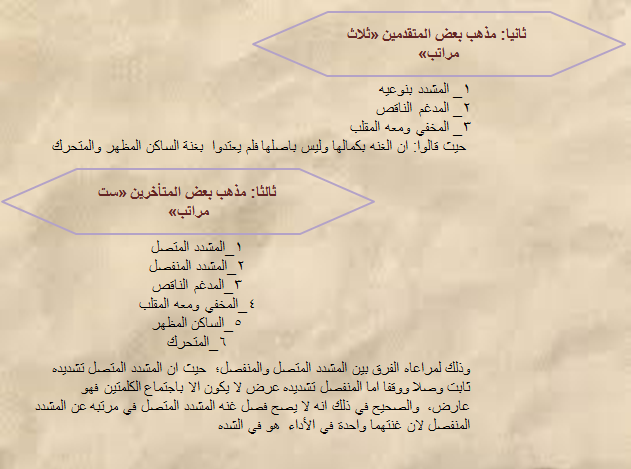 ثانيا: مذهب بعض المتقدمين «ثلاث
مراتب»
١_ المشدد بنوعيه
٢_ المدغم الناقص
٣_ المخفي ومعه المقلب
حيث قالوا: ان الغنه بكمالها وليس باصلها فلم يعتدوا بغنة الساكن المظهر والمتحرك
ثالثا: مذهب بعض المتأخرين «ست
مراتب»
١_المشدد المتصل
٢_المشدد المنفصل
٣_المدغم الناقص
٤_المخفي ومعه المقلب
٥_الساكن المظهر
٦_المتحرك
وذلك لمراعاه الفرق بين المشدد المتصل والمنفصل؛ حيث ان المشدد المتصل تشديده
ثابت وصلا ووقفا اما المنفصل تشديده عرض لا يكون الا باجتماع الكلمتين فهو
عارض، والصحيح في ذلك انه لا يصح فصل غنه المشدد المتصل في مرتبه عن المشدد
المنفصل لان غنتهما واحدة في الأداء هو في الشده